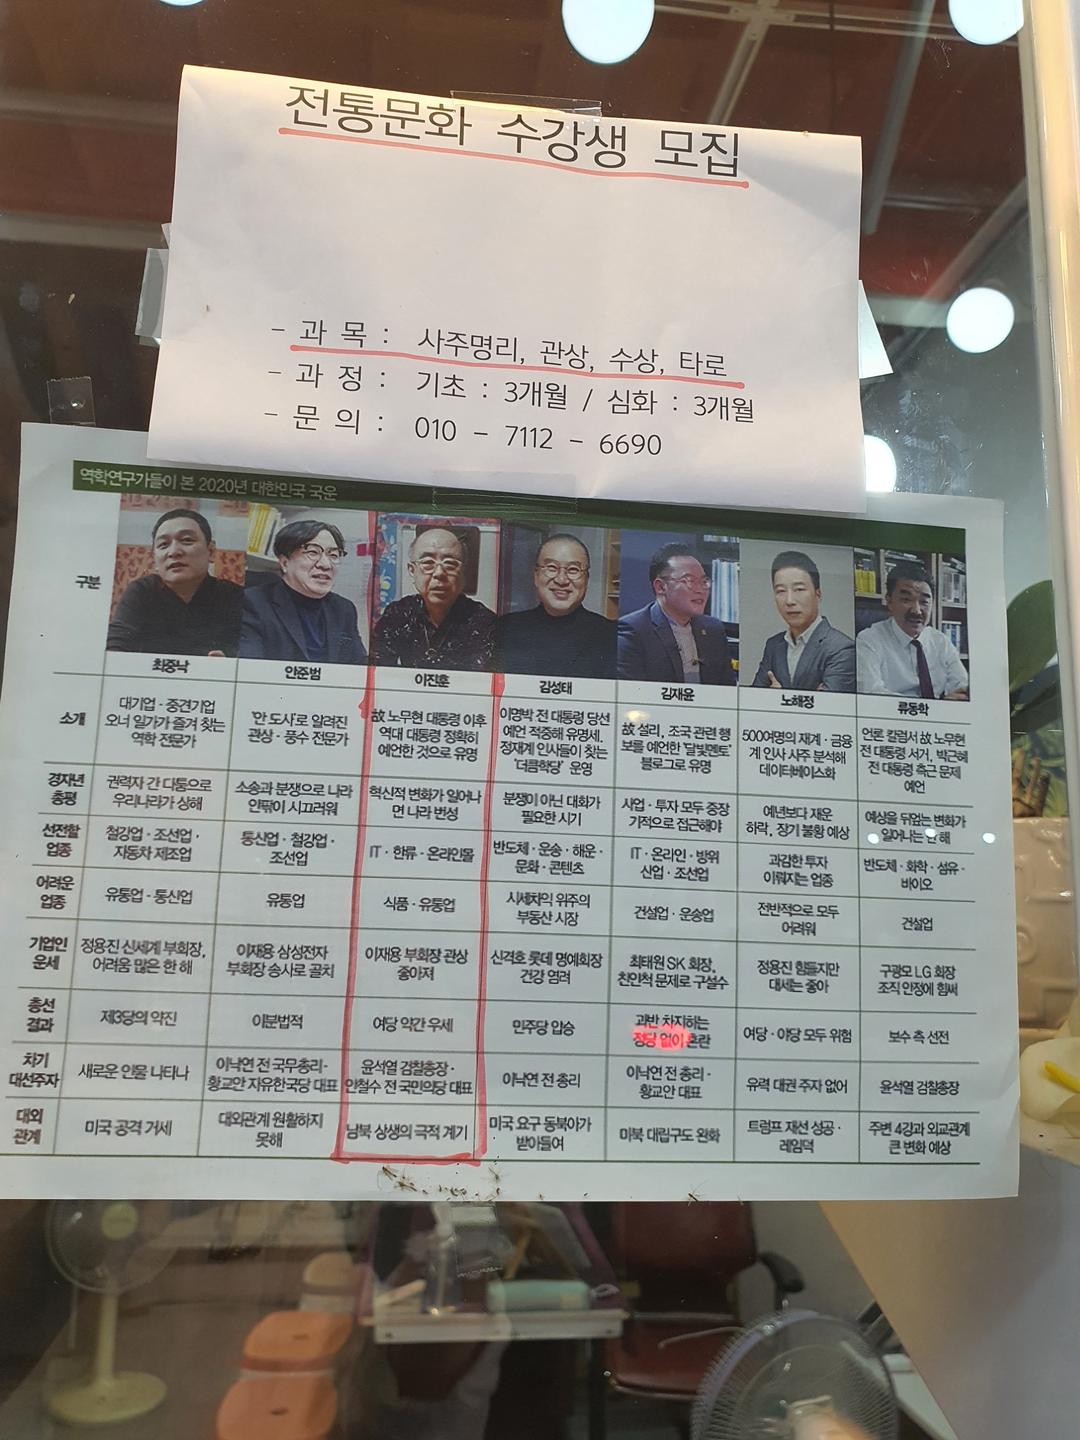 전통문화 수강생 모집
- 과 목 : 사주명리, 관상, 수상, 타로
- 과 정 : 기초 : 3개월 / 심화 : 3개월
- 문 의 : 010 - 7112 - 6690
역학연구가들이 본 2020년 대한민국 국운
구분
최중낙
안준범
이진훈
김성태
김재윤
노해정
류동학
소개
대기업·중견기업
오너 일가가 즐겨 찾는
역학 전문가
'안 도사'로 알려진
관상·풍수 전문가
故 노무현 대통령 이후
역대 대통령 정확히
예언한 것으로 유명
이명박 전 대통령 당선
예언 적중해 유명세.
정재계 인사들이 찾는
'더큼학당' 운영
故 설리, 조국 관련 행
보를 예언한 '달빛멘토'
블로그로 유명
500여명의 재계·금융
계 인사 사주 분석해
데이터베이스화
언론 칼럼서 故 노무현
전 대통령 서거, 박근혜
전 대통령 측근 문제
예언
경자년
총평
권력자 간 다툼으로
우리나라가 상해
소송과 분쟁으로 나라
안팎이 시끄러워
혁신적 변화가 일어나
면 나라 번성
분쟁이 아닌 대화가
필요한 시기
사업·투자 모두 중장
기적으로 접근해야
예년보다 재운
하락, 장기 불황 예상
예상을 뒤엎는 변화가
일어나는 한 해
선전할
업종
철강업·조선업·
자동차 제조업
통신업·철강업·
조선업
IT·한류·온라인몰
반도체·운송·해운·
문화·콘텐츠
IT·온라인·방위
산업·조선업
과감한 투자
이뤄지는 업종
반도체·화학·섬유·
바이오
어려운
업종
유통업·통신업
유통업
식품·유통업
시세차익 위주의
부동산 시장
건설업·운송업
전반적으로 모두
어려워
건설업
기업인
운세
정용진 신세계 부회장,
어려움 많은 한 해
이재용 삼성전자
부회장 송사로 골치
이재용 부회장 관상
좋아져
신격호 롯데 명예회장
건강 염려
최태원 SK 회장,
친인척 문제로 구설수
정용진 힘들지만
대세는 좋아
구광모 LG 회장
조직 안정에 힘써
총선
결과
제3당의 약진
이분법적
여당 약간 우세
민주당 압승
과반 차지하는
정당 없이 혼란
여당·야당 모두 위험
보수 측 선전
차기
대선주자
새로운 인물 나타나
이낙연 전 국무총리·
황교안 자유한국당 대표
윤석열 검찰총장·
안철수 전 국민의당 대표
이낙연 전 총리
이낙연 전 총리·
황교안 대표
유력 대권 주자 없어
윤석열 검찰총장
대외
관계
미국 공격 거세
대외관계 원활하지
못해
남북 상생의 극적 계기
미국 요구 동북아가
받아들여
미북 대립구도 완화
트럼프 재선 성공·
레임덕
주변 4강과 외교관계
큰 변화 예상